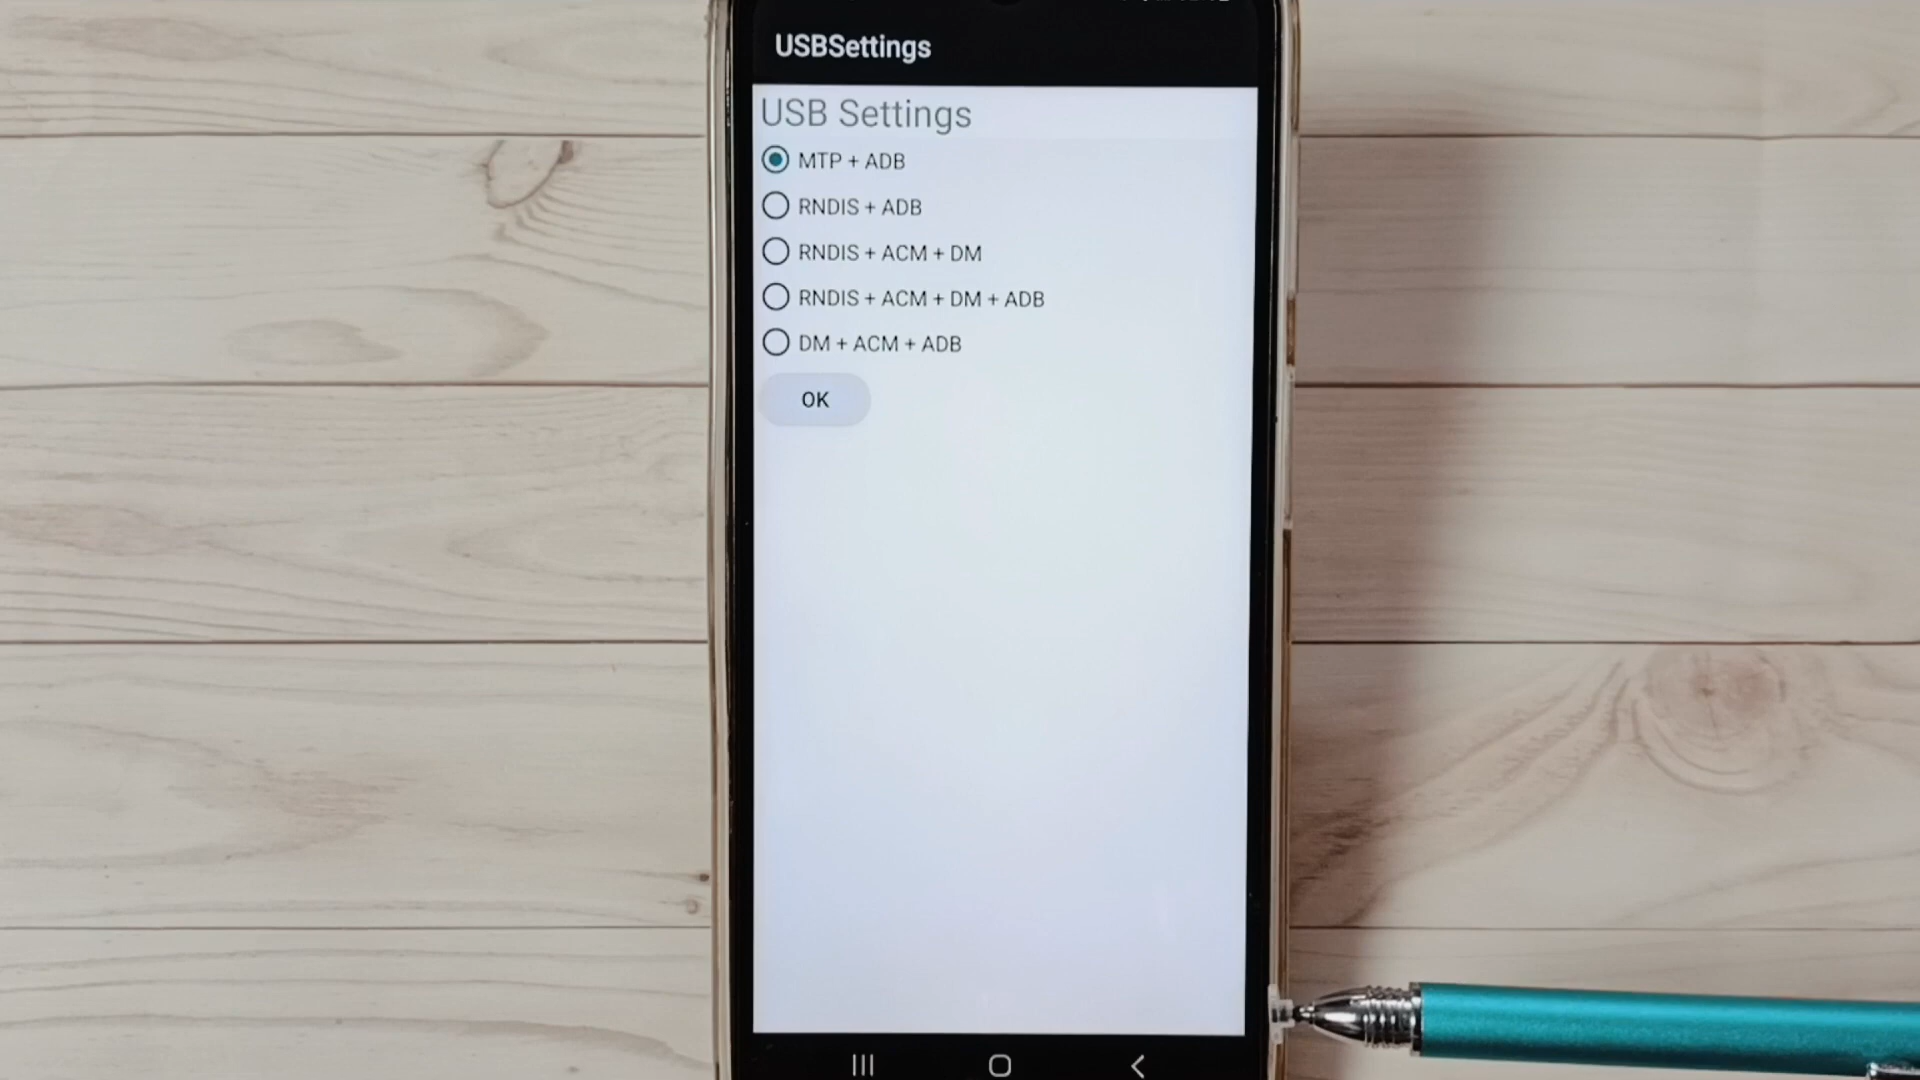 USBSettings
USB Settings
MTP + ADB
RNDIS + ADB
RNDIS + ACM + DM
RNDIS + ACM + DM + ADB
DM + ACM + ADB
OK